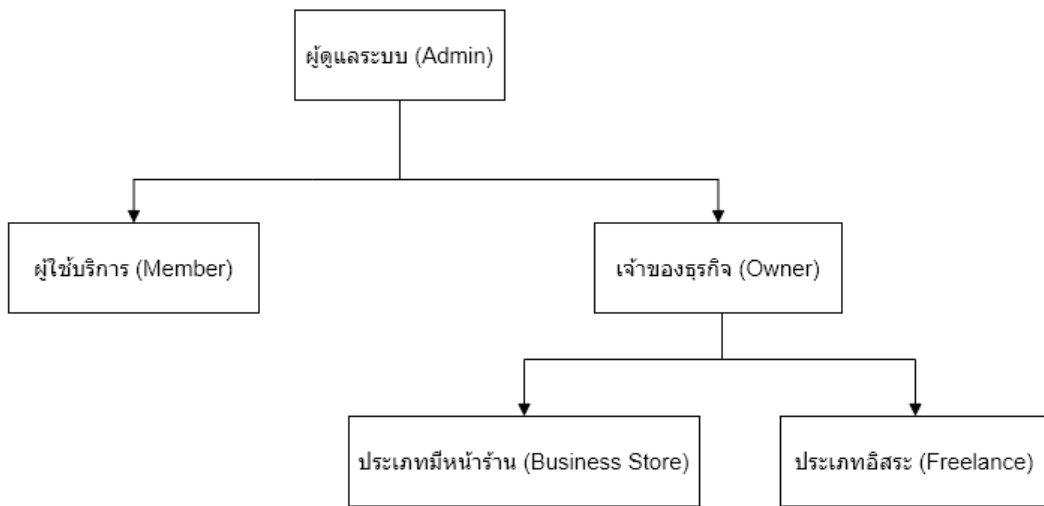 ผู้ดูแลระบบ (Admin)
ผู้ใช้บริการ (Member)
เจ้าของธุรกิจ (Owner)
ประเภทมีหน้าร้าน (Business Store)
ประเภทอิสระ (Freelance)